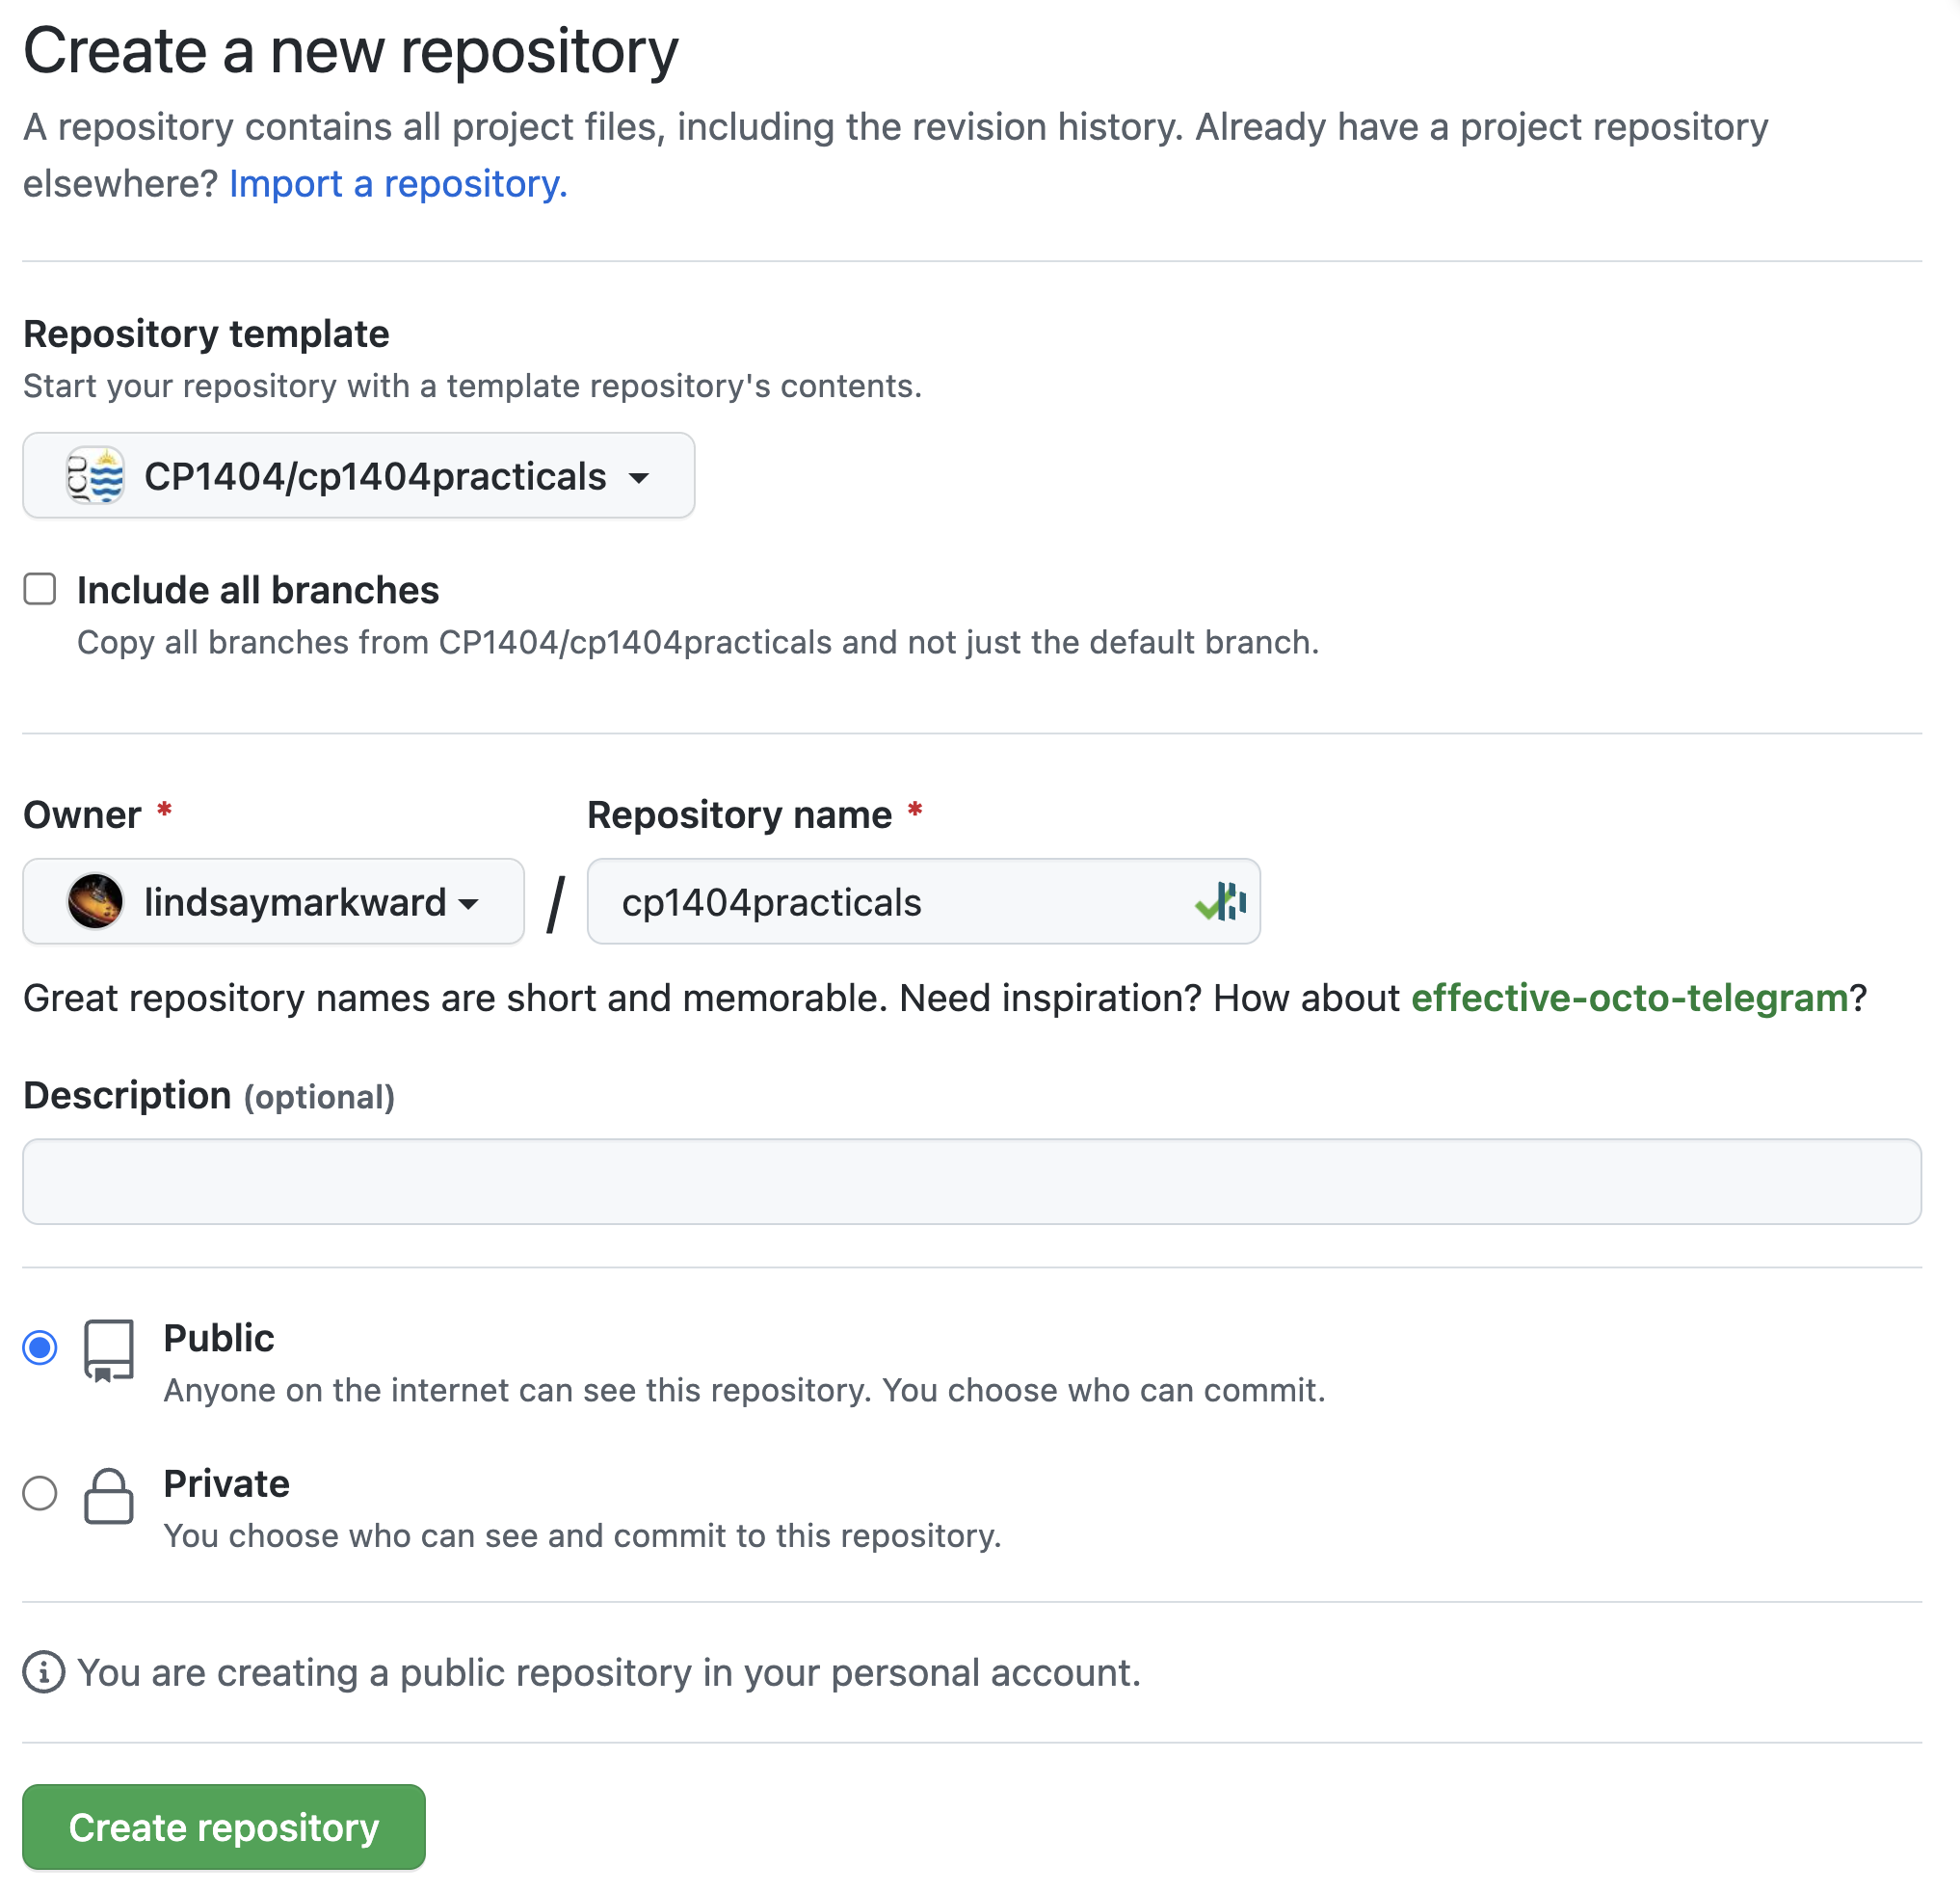 Create a new repository
A repository contains all project files, including the revision history. Already have a project repository
elsewhere? Import a repository.
Repository template
Start your repository with a template repository's contents.
JCU CP1404/cp1404practicals
Include all branches
Copy all branches from CP1404/cp1404practicals and not just the default branch.
Owner * Repository name *
lindsaymarkward / cp1404practicals
Great repository names are short and memorable. Need inspiration? How about effective-octo-telegram?
Description (optional)
Public
Anyone on the internet can see this repository. You choose who can commit.
Private
You choose who can see and commit to this repository.
You are creating a public repository in your personal account.
Create repository